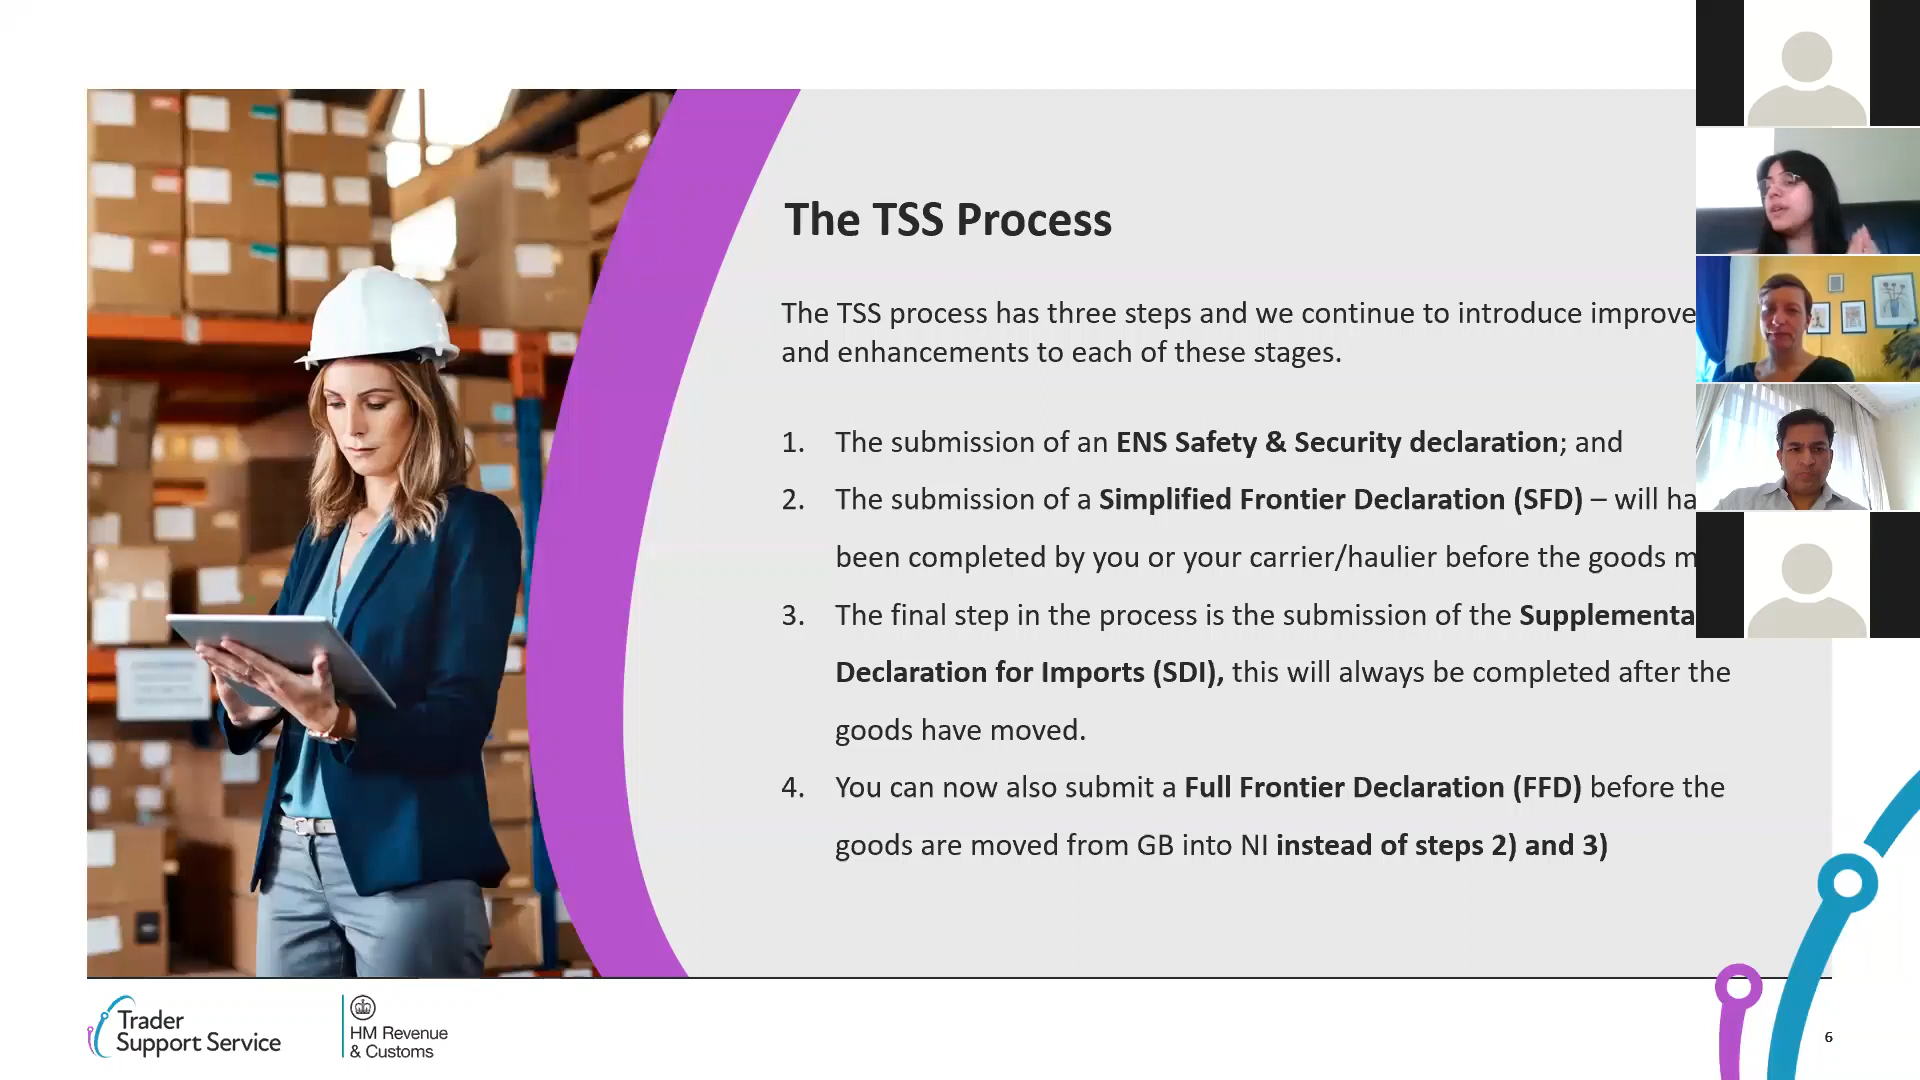 The TSS Process
The TSS process has three steps and we continue to introduce
and enhancements to each of these stages.
1. The submission of an ENS Safety & Security declaration; and
2. The submission of a Simplified Frontier Declaration (SFD) – will
been completed by you or your carrier/haulier before the goods
3. The final step in the process is the submission of the
Declaration for Imports (SDI), this will always be completed after the
goods have moved.
4. You can now also submit a Full Frontier Declaration (FFD) before the
goods are moved from GB into NI instead of steps 2) and 3)
Trader
Support Service
HM Revenue
& Customs
6